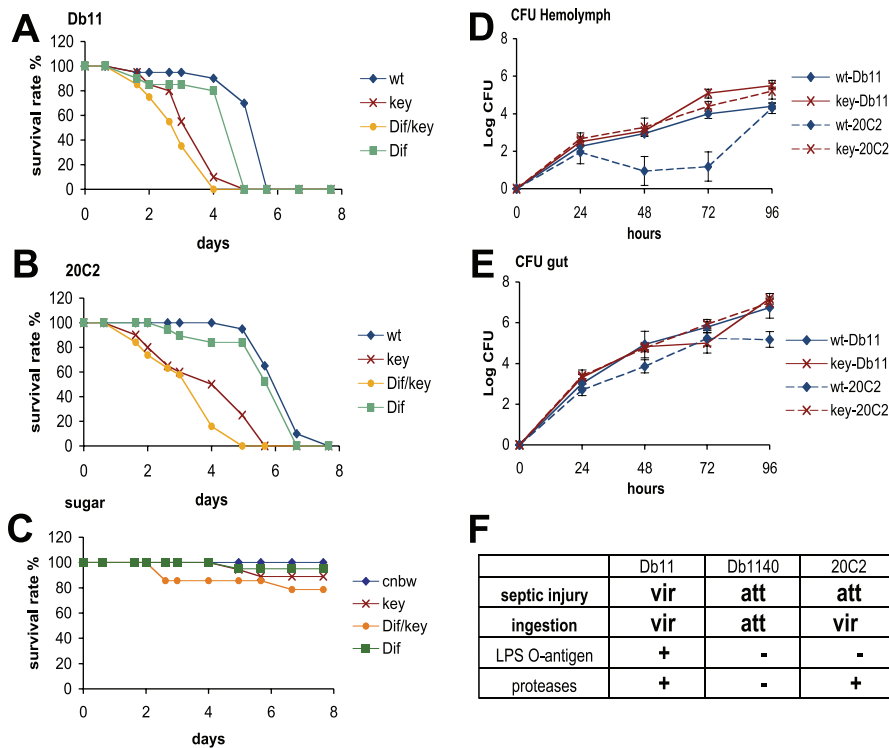 A
Db11
survival rate %
120
100
80
60
40
20
0
0 2 4 6 8
days
wt
key
Dif/key
Dif
B
20C2
survival rate %
120
100
80
60
40
20
0
0 2 4 6 8
days
wt
key
Dif/key
Dif
sugar
C
survival rate %
120
100
80
60
40
20
0
0 2 4 6 8
days
cnbw
key
Dif/key
Dif
D
CFU Hemolymph
Log CFU
8
6
4
2
0
0 24 48 72 96
hours
wt-Db11
key-Db11
wt-20C2
key-20C2
E
CFU gut
Log CFU
8
6
4
2
0
0 24 48 72 96
hours
wt-Db11
key-Db11
wt-20C2
key-20C2
F
Db11 Db1140 20C2
septic injury vir att att
ingestion vir att vir
LPS O-antigen + - -
proteases + - +